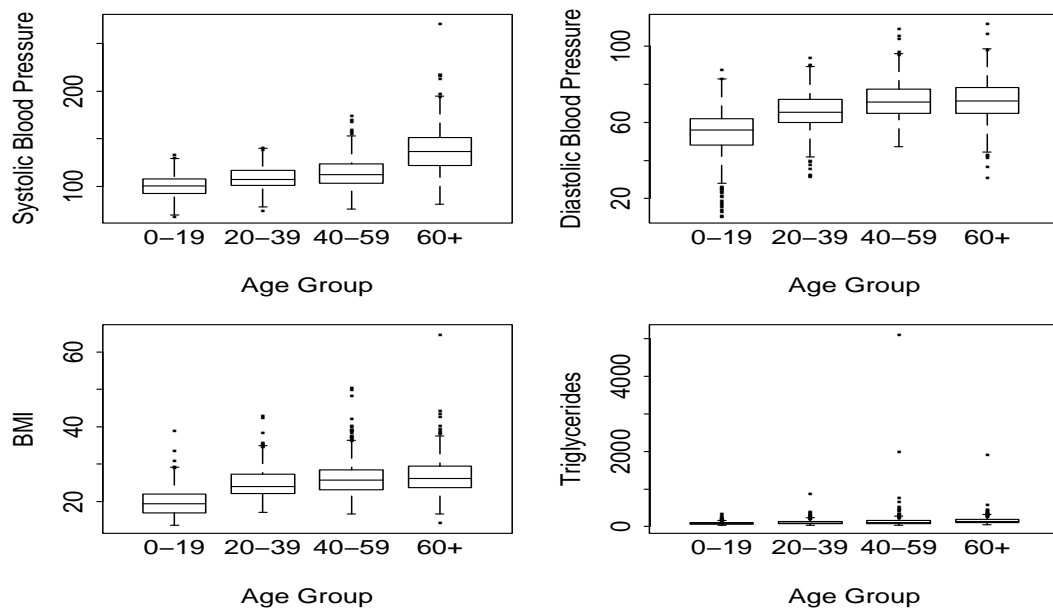 Systolic Blood Pressure
200
100
0–19 20–39 40–59 60+
Age Group
Diastolic Blood Pressure
100
60
20
0–19 20–39 40–59 60+
Age Group
BMI
60
40
20
0–19 20–39 40–59 60+
Age Group
Triglycerides
4000
2000
0
0–19 20–39 40–59 60+
Age Group